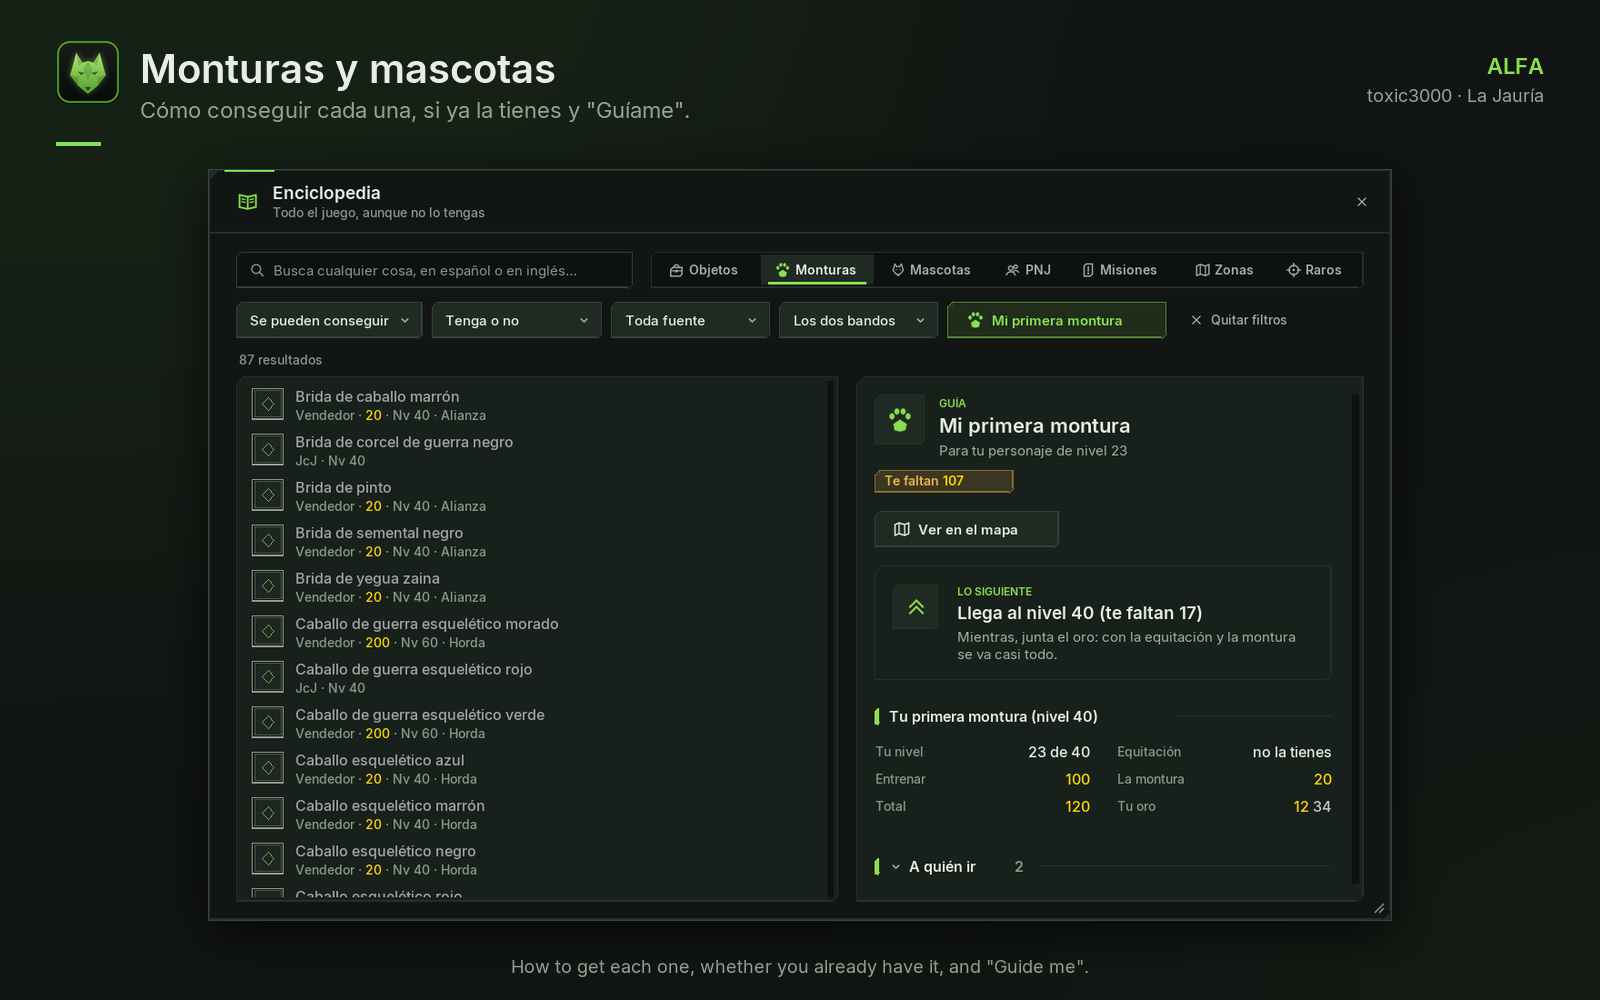 Monturas y mascotas
Cómo conseguir cada una, si ya la tienes y "Guíame".
ALFA
toxic3000 · La Jauría
Enciclopedia
Todo el juego, aunque no lo tengas
Busca cualquier cosa, en español o en inglés...
Objetos
Monturas
Mascotas
PNJ
Misiones
Zonas
Raros
Se pueden conseguir
Tenga o no
Toda fuente
Los dos bandos
Mi primera montura
Quitar filtros
87 resultados
Brida de caballo marrón
Vendedor · 20 · Nv 40 · Alianza
Brida de corcel de guerra negro
JcJ · Nv 40
Brida de pinto
Vendedor · 20 · Nv 40 · Alianza
Brida de semental negro
Vendedor · 20 · Nv 40 · Alianza
Brida de yegua zaina
Vendedor · 20 · Nv 40 · Alianza
Caballo de guerra esquelético morado
Vendedor · 200 · Nv 60 · Horda
Caballo de guerra esquelético rojo
JcJ · Nv 40
Caballo de guerra esquelético verde
Vendedor · 200 · Nv 60 · Horda
Caballo esquelético azul
Vendedor · 20 · Nv 40 · Horda
Caballo esquelético marrón
Vendedor · 20 · Nv 40 · Horda
Caballo esquelético negro
Vendedor · 20 · Nv 40 · Horda
Caballo esquelético rojo
GUÍA
Mi primera montura
Para tu personaje de nivel 23
Te faltan 107
Ver en el mapa
LO SIGUIENTE
Llega al nivel 40 (te faltan 17)
Mientras, junta el oro: con la equitación y la montura
se va casi todo.
Tu primera montura (nivel 40)
Tu nivel 23 de 40 Equitación no la tienes
Entrenar 100 La montura 20
Total 120 Tu oro 12 34
A quién ir 2
How to get each one, whether you already have it, and "Guide me".